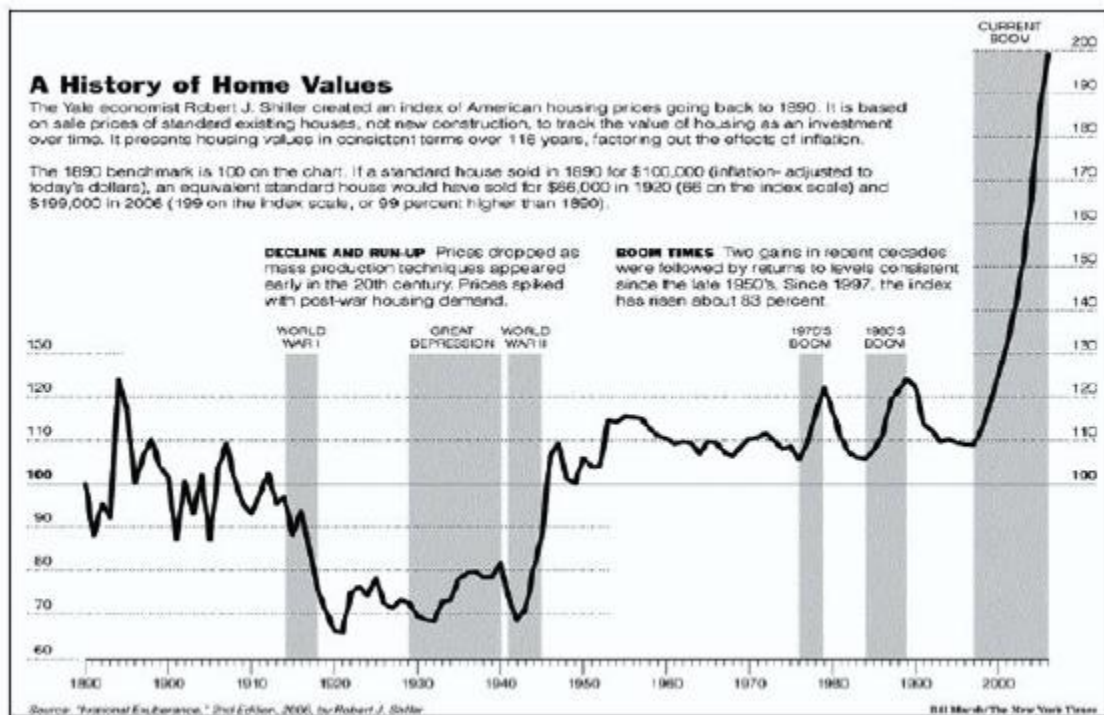 CURRENT
BOOM
A History of Home Values
The Yale economist Robert J. Shiller created an index of American housing prices going back to 1890. It is based
on sale prices of standard existing houses, not new construction, to track the value of housing as an investment
over time. It presents housing values in consistent terms over 116 years, factoring out the effects of inflation.
The 1890 benchmark is 100 on the chart. If a standard house sold in 1890 for $100,000 (inflation- adjusted to
today's dollars), an equivalent standard house would have sold for $66,000 in 1920 (66 on the index scale) and
$199,000 in 2006 (199 on the index scale, or 99 percent higher than 1890).
DECLINE AND RUN-UP Prices dropped as
mass production techniques appeared
early in the 20th century. Prices spiked
with post-war housing demand.
BOOM TIMES Two gains in recent decades
were followed by returns to levels consistent
since the late 1950's. Since 1997, the index
has risen about 83 percent.
WORLD
WAR I
GREAT
DEPRESSION
WORLD
WAR II
1970'S
BOOM
1980'S
BOOM
130
120
110
100
90
80
70
60
200
190
180
170
160
150
140
130
120
110
100
1890 1900 1910 1920 1930 1940 1950 1960 1970 1980 1990 2000
Source: "Irrational Exuberance," 2nd Edition, 2006, by Robert J. Shiller
Bill Marsh/The New York Times